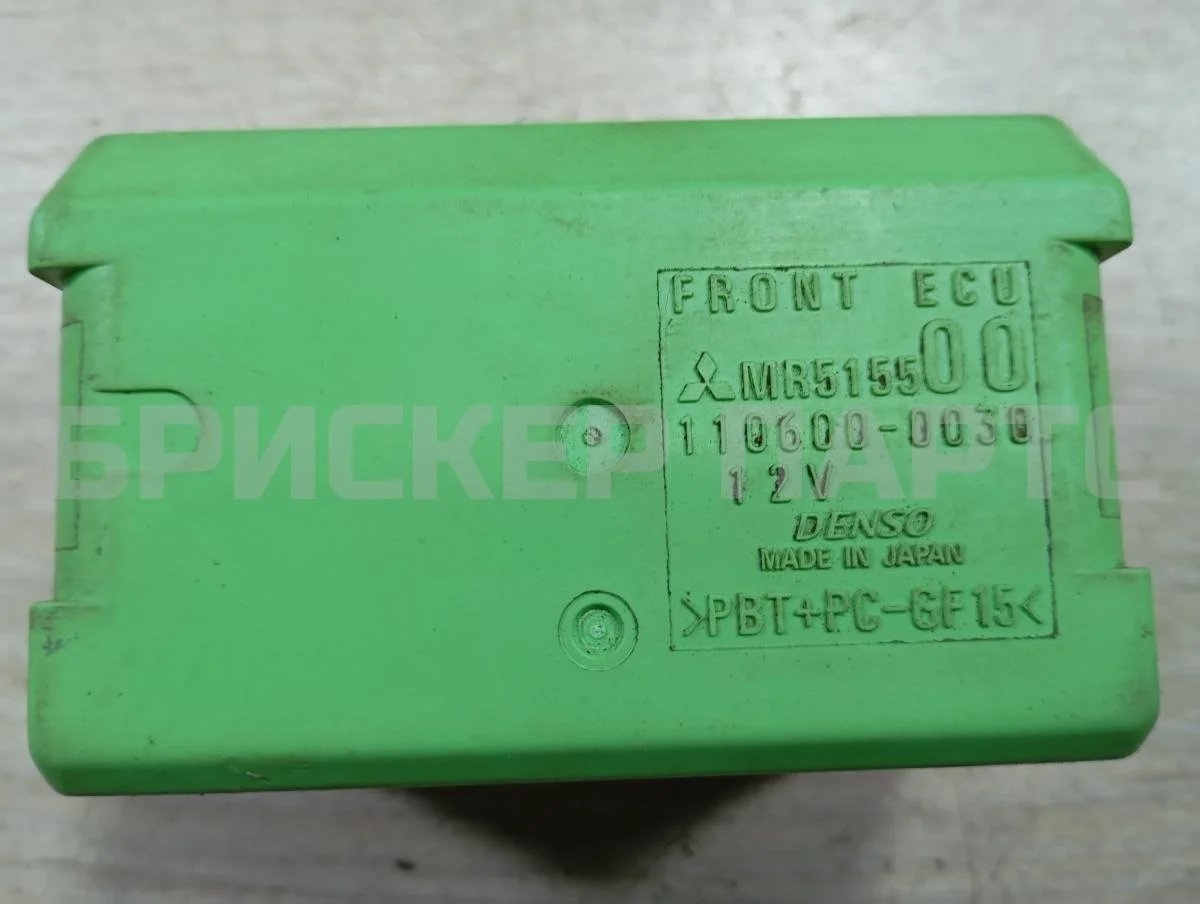 FRONT ECU
MR515500
110600-0030
12V
DENSO
MADE IN JAPAN
>PBT+PC-GF15<
БРИСКЕР ПАРТС